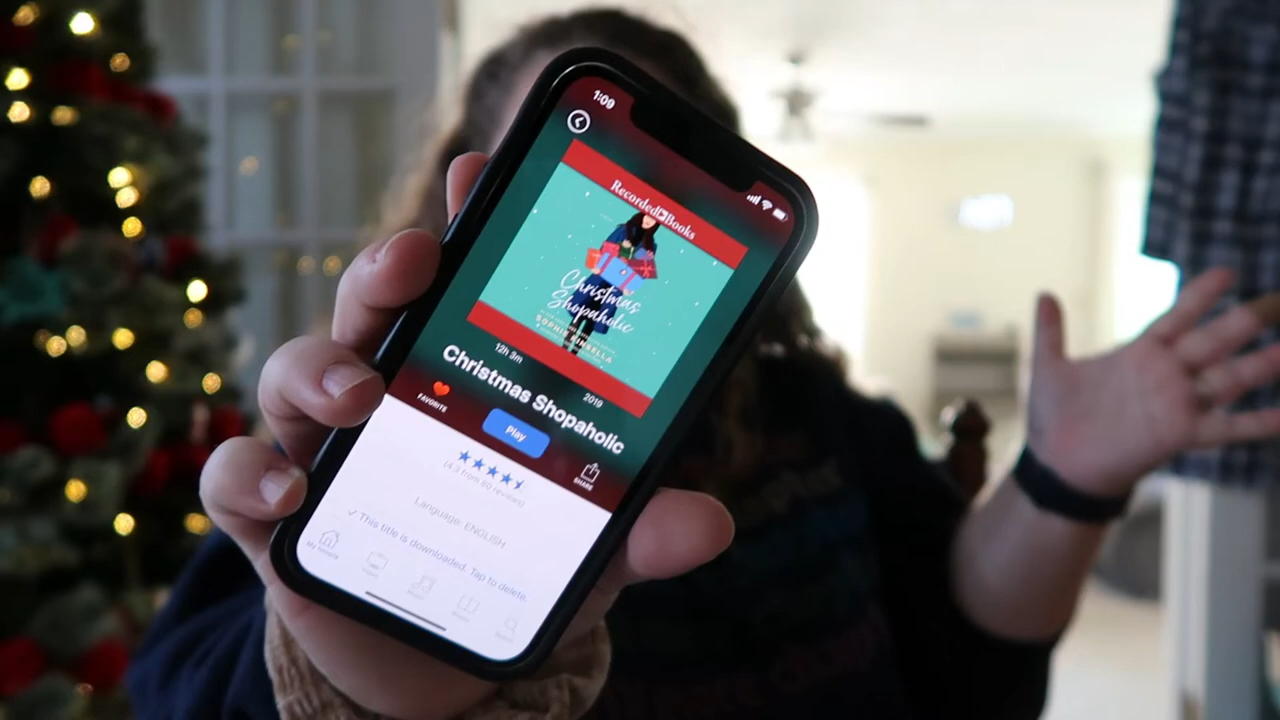 1:09
Recorded Books
Christmas
Shopaholic
SOPHIE KINSELLA
12h 3m
2019
Christmas Shopaholic
FAVORITE
Play
SHARE
(4.3 from 80 reviews)
Language: ENGLISH
✓ This title is downloaded. Tap to delete.